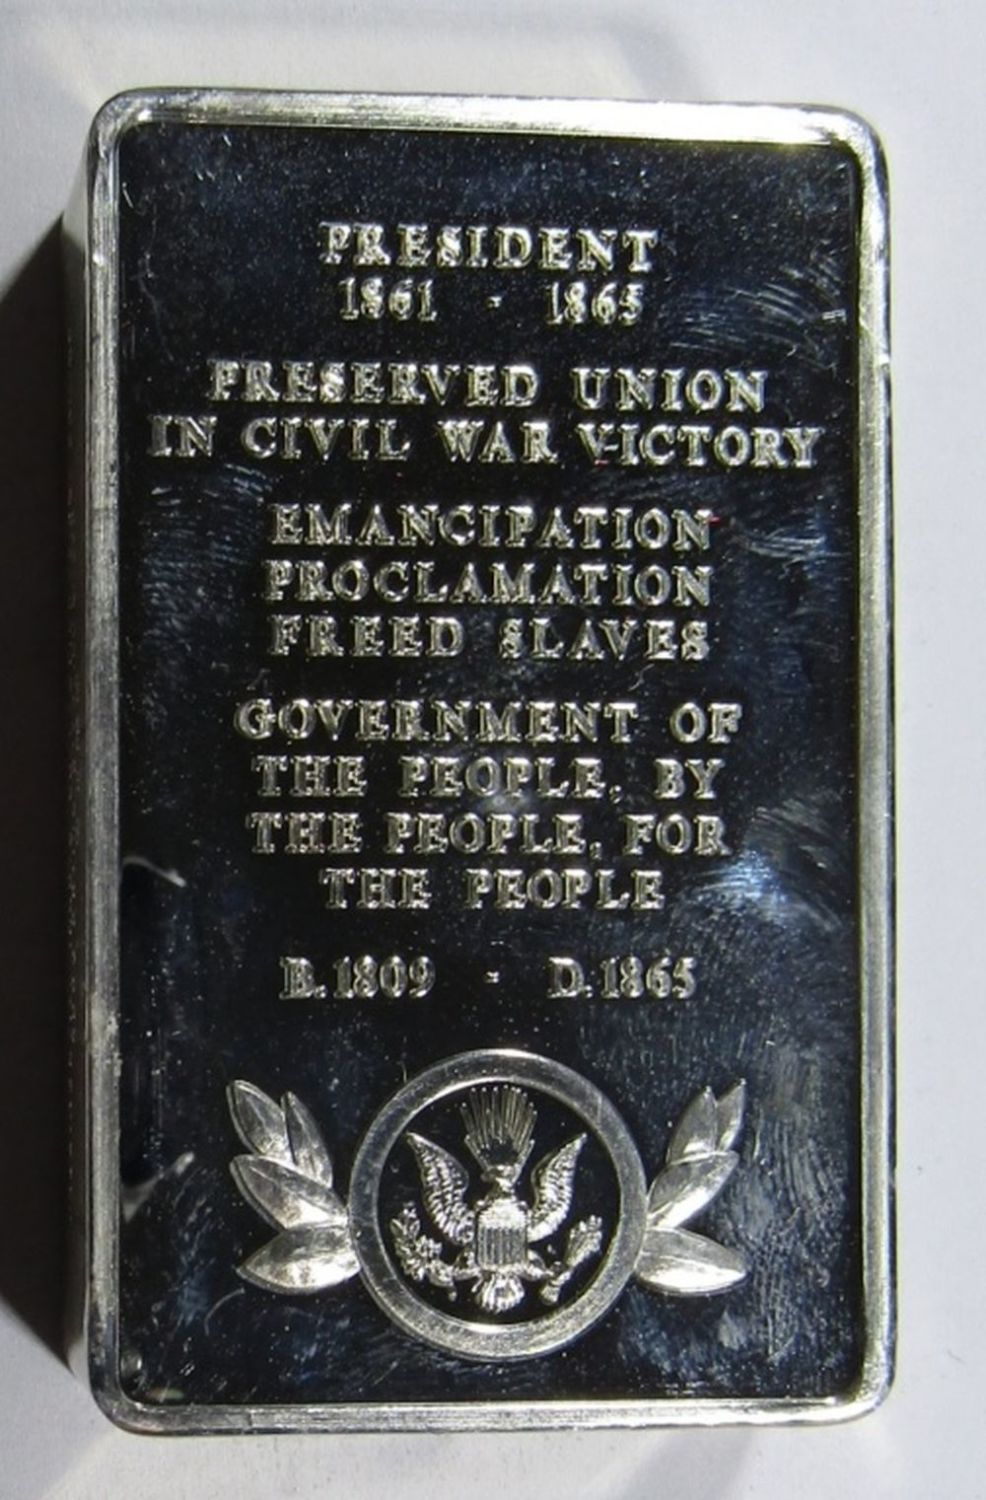 PRESIDENT
1861 - 1865
PRESERVED UNION
IN CIVIL WAR VICTORY
EMANCIPATION
PROCLAMATION
FREED SLAVES
GOVERNMENT OF
THE PEOPLE, BY
THE PEOPLE, FOR
THE PEOPLE
B.1809 - D.1865